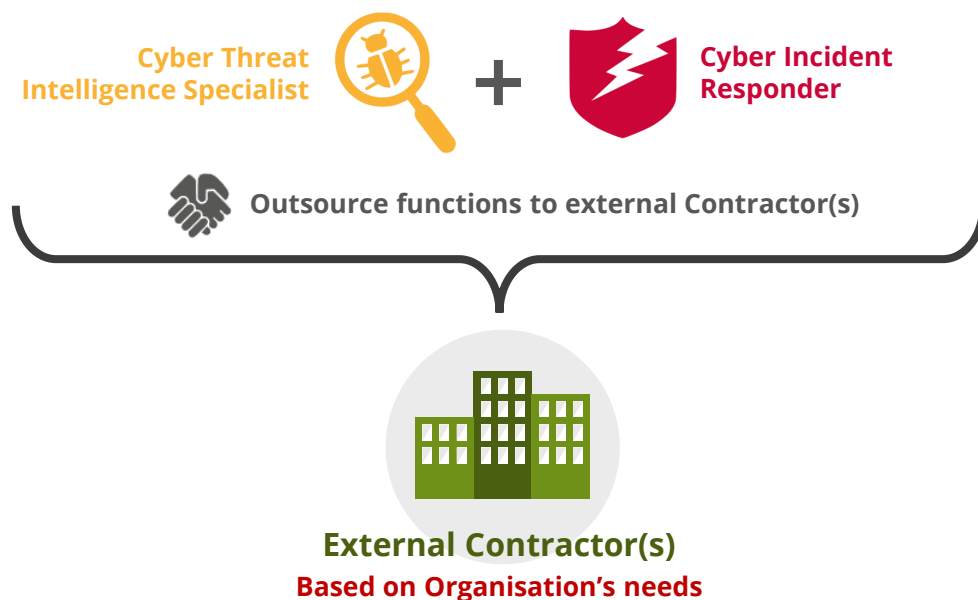 Cyber Threat
Intelligence Specialist
Cyber Incident
Responder
Outsource functions to external Contractor(s)
External Contractor(s)
Based on Organisation’s needs